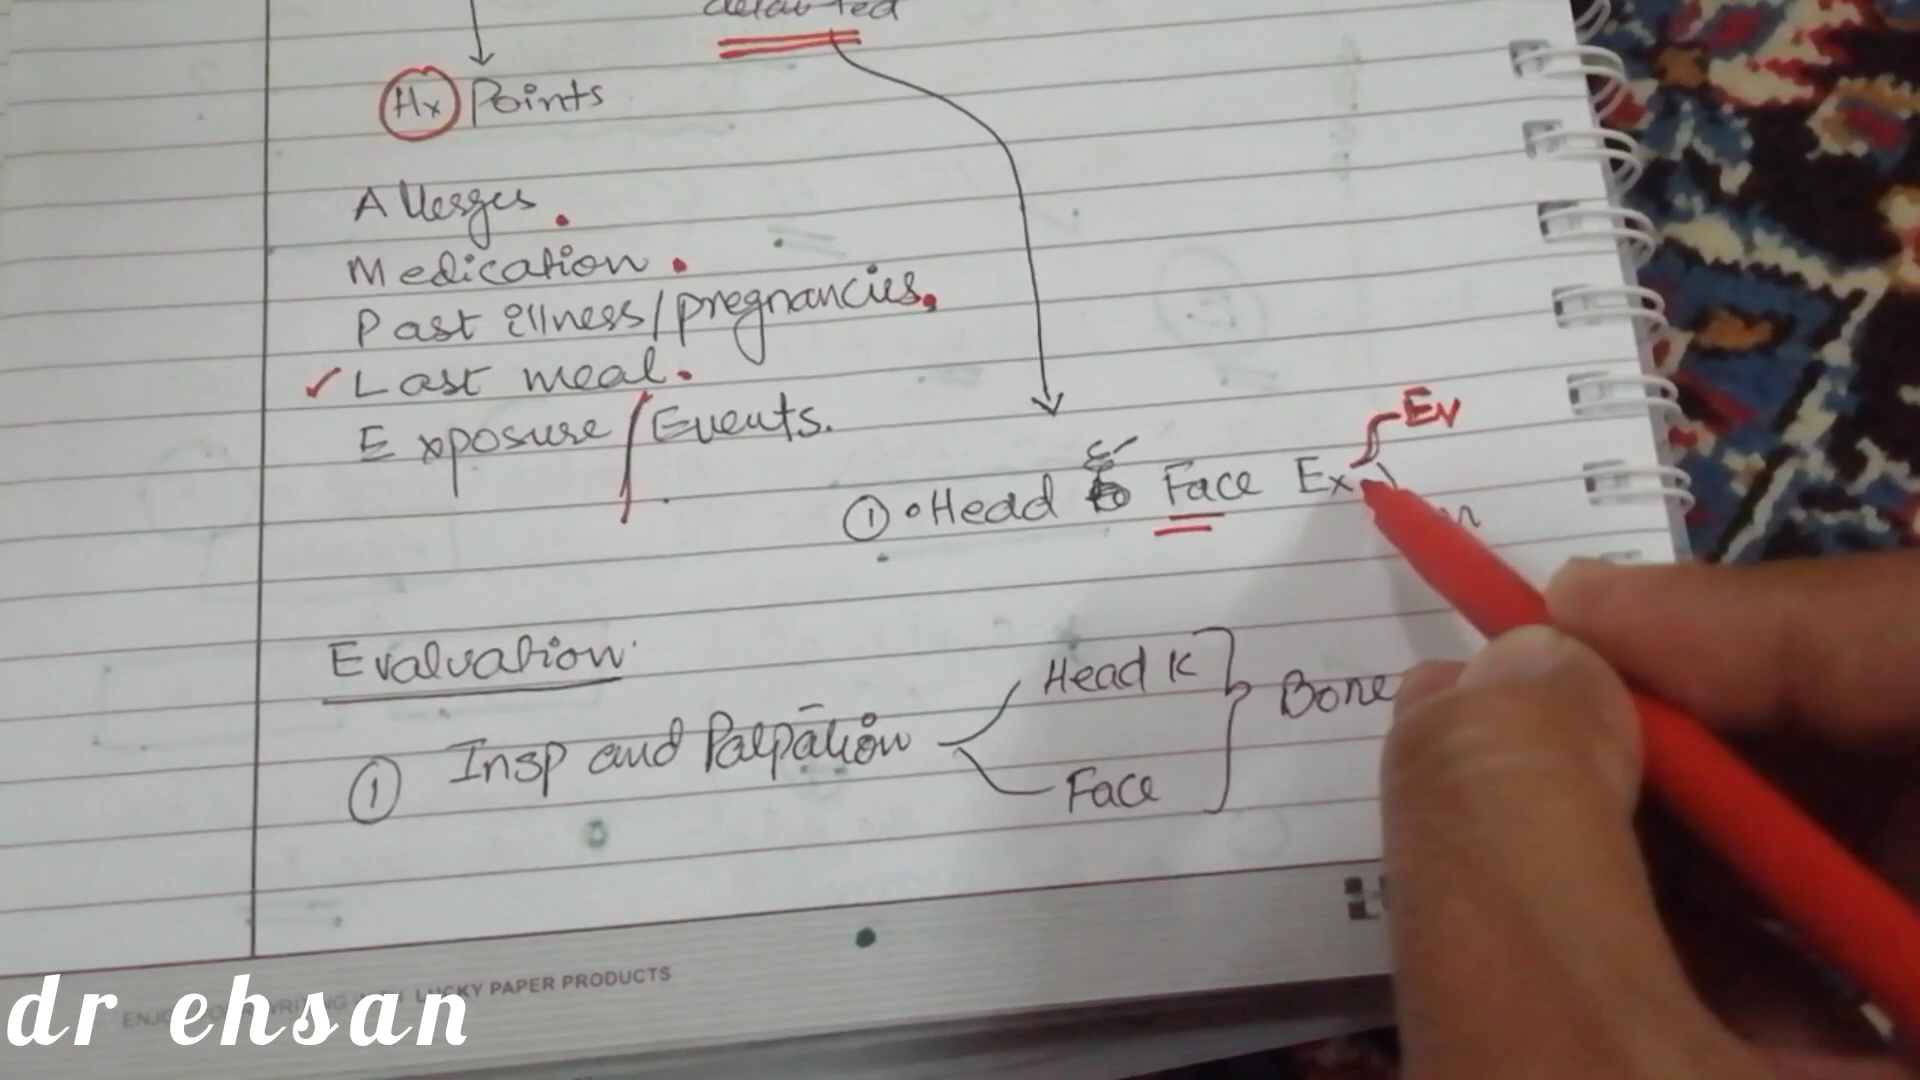 Hx Points
Allerges.
Medication.
Past illness/pregnancies.
Last meal.
Exposure/Events.
Ev
① Head & Face Ex
Evaluation
① Insp and Palpation
Head K
Face
Bone
LUCKY PAPER PRODUCTS
dr ehsan